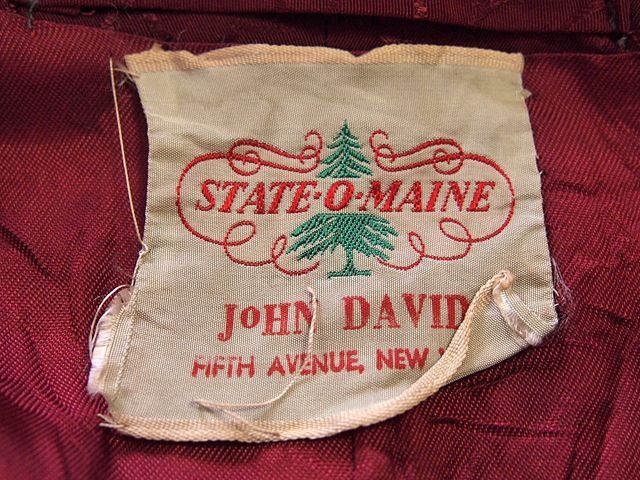 STATE·O·MAINE
JOHN DAVID
FIFTH AVENUE, NEW